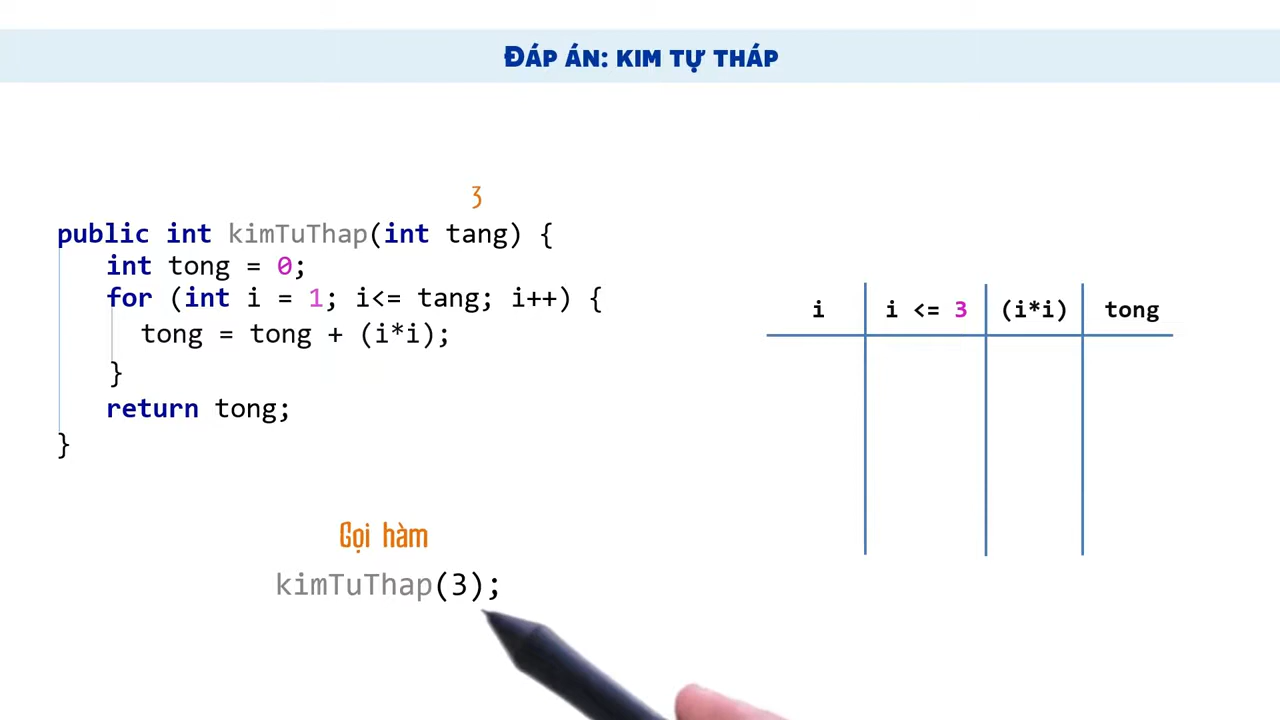 ĐÁP ÁN: KIM TỰ THÁP
3
public int kimTuThap(int tang) {
int tong = 0;
for (int i = 1; i<= tang; i++) {
tong = tong + (i*i);
}
return tong;
}
i i <= 3 (i*i) tong
Gọi hàm
kimTuThap(3);